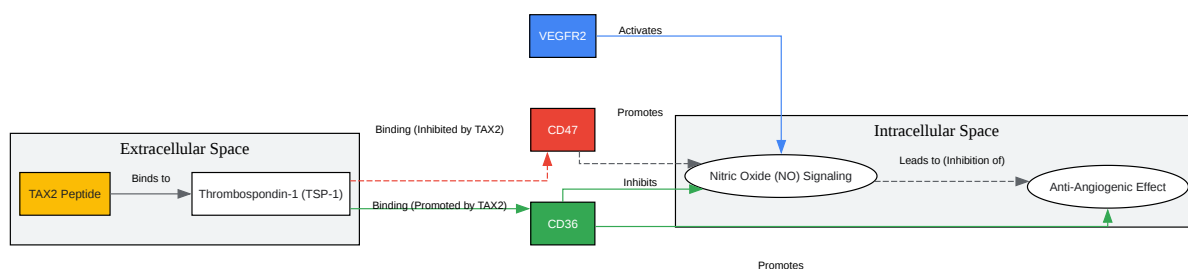 VEGFR2
Activates
CD47
Promotes
Binding (Inhibited by TAX2)
Extracellular Space
Intracellular Space
TAX2 Peptide
Binds to
Thrombospondin-1 (TSP-1)
Nitric Oxide (NO) Signaling
Leads to (Inhibition of)
Anti-Angiogenic Effect
Inhibits
Binding (Promoted by TAX2)
CD36
Promotes